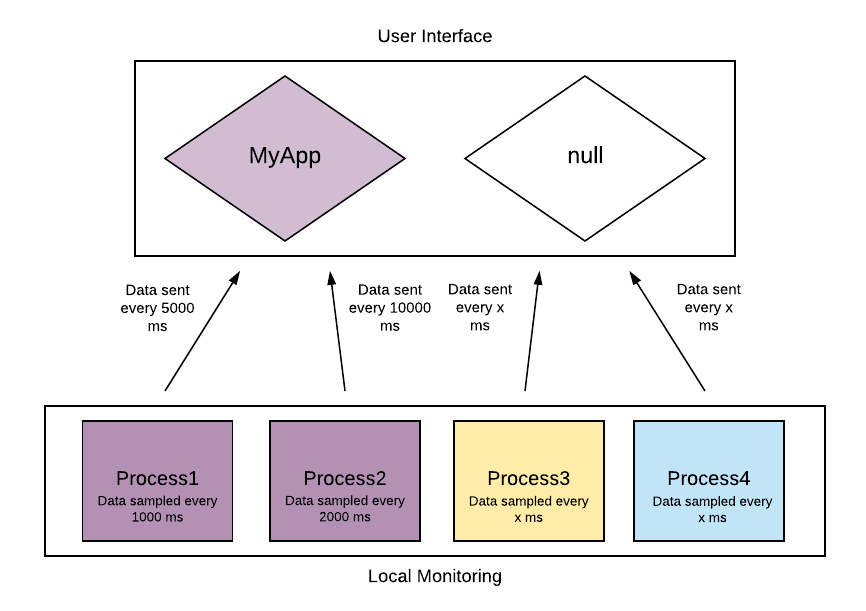 User Interface
MyApp
null
Data sent
every 5000
ms
Data sent
every 10000
ms
Data sent
every x
ms
Data sent
every x
ms
Process1
Data sampled every
1000 ms
Process2
Data sampled every
2000 ms
Process3
Data sampled every
x ms
Process4
Data sampled every
x ms
Local Monitoring